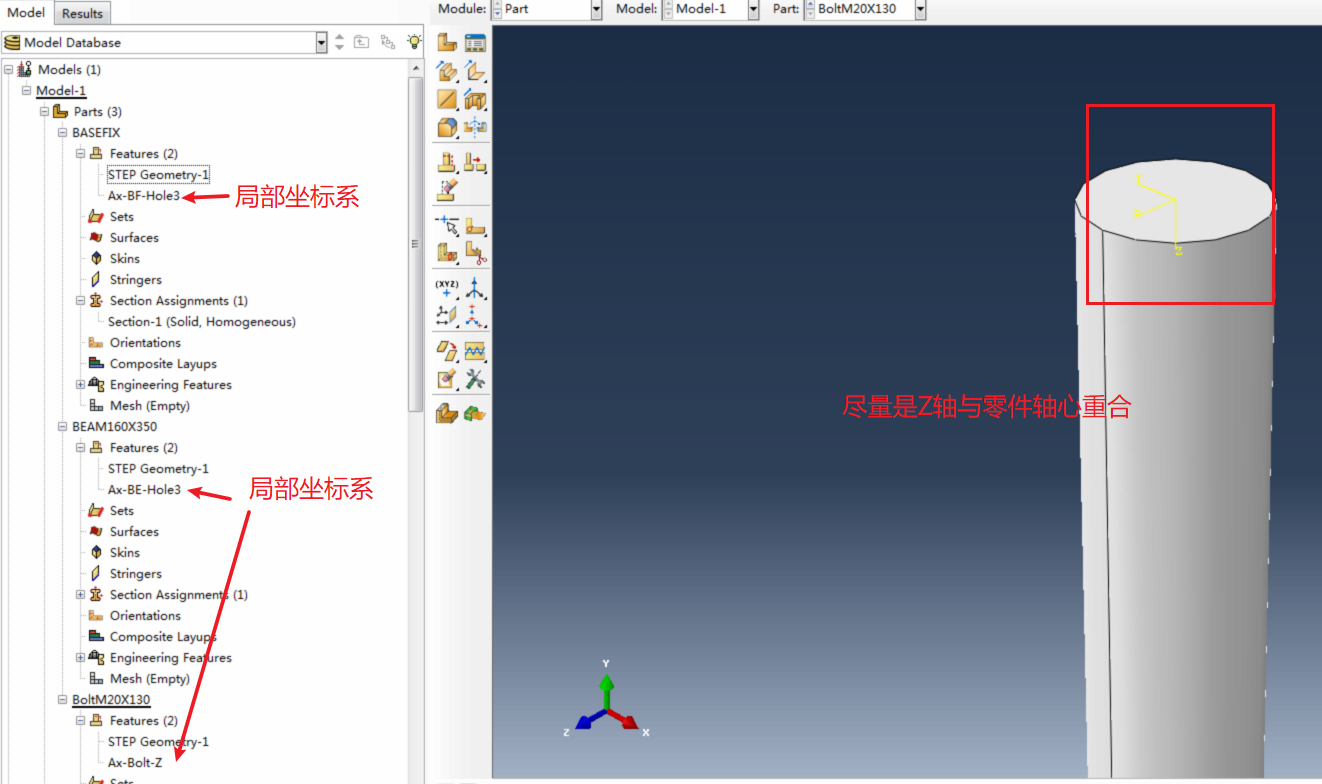 Model Results
Module: Part Model: Model-1 Part: BoltM20X130
Model Database
Models (1)
Model-1
Parts (3)
BASEFIX
Features (2)
STEP Geometry-1
Ax-BF-Hole3
局部坐标系
Sets
Surfaces
Skins
Stringers
Section Assignments (1)
Section-1 (Solid, Homogeneous)
Orientations
Composite Layups
Engineering Features
Mesh (Empty)
BEAM160X350
Features (2)
STEP Geometry-1
Ax-BE-Hole3
局部坐标系
Sets
Surfaces
Skins
Stringers
Section Assignments (1)
Orientations
Composite Layups
Engineering Features
Mesh (Empty)
BoltM20X130
Features (2)
STEP Geometry-1
Ax-Bolt-Z
Sets
(XYZ)
Z
尽量是Z轴与零件轴心重合
Y
Z
X